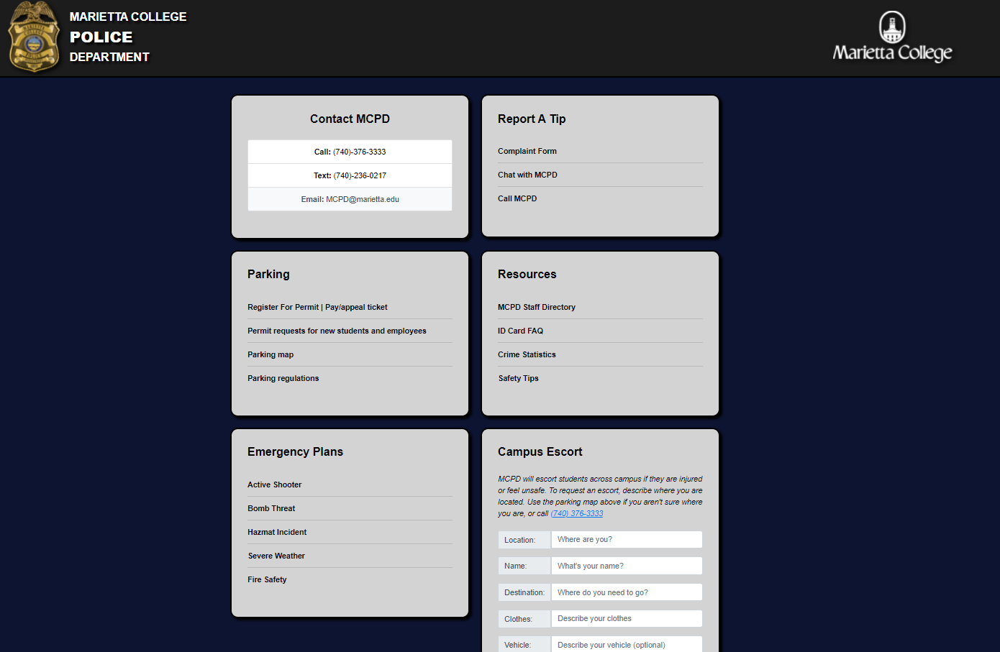 MARIETTA COLLEGE
POLICE
DEPARTMENT
Marietta College
Contact MCPD
Call: (740)-376-3333
Text: (740)-236-0217
Email: MCPD@marietta.edu
Report A Tip
Complaint Form
Chat with MCPD
Call MCPD
Parking
Register For Permit | Pay/appeal ticket
Permit requests for new students and employees
Parking map
Parking regulations
Resources
MCPD Staff Directory
ID Card FAQ
Crime Statistics
Safety Tips
Emergency Plans
Active Shooter
Bomb Threat
Hazmat Incident
Severe Weather
Fire Safety
Campus Escort
MCPD will escort students across campus if they are injured
or feel unsafe. To request an escort, describe where you are
located. Use the parking map above if you aren't sure where
you are, or call (740) 376-3333
Location: Where are you?
Name: What's your name?
Destination: Where do you need to go?
Clothes: Describe your clothes
Vehicle: Describe your vehicle (optional)